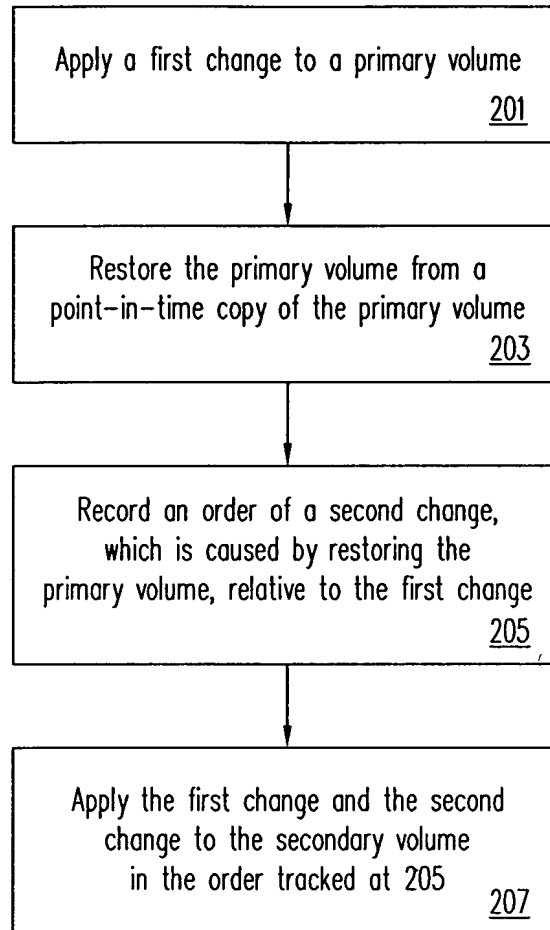 Apply a first change to a primary volume
201
Restore the primary volume from a
point-in-time copy of the primary volume
203
Record an order of a second change,
which is caused by restoring the
primary volume, relative to the first change
205
Apply the first change and the second
change to the secondary volume
in the order tracked at 205
207